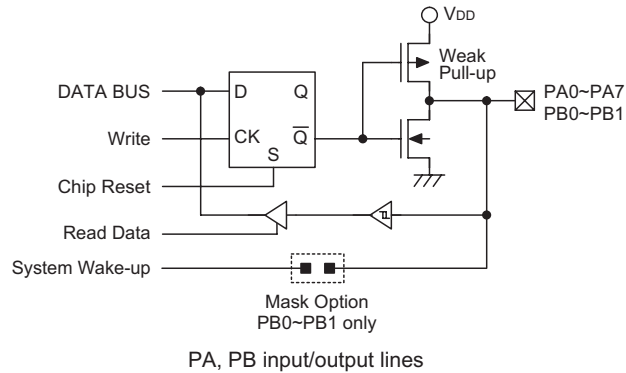 VDD
Weak
Pull-up
DATA BUS
D
Q
PA0~PA7
PB0~PB1
Write
CK
Q̅
S
Chip Reset
Read Data
System Wake-up
Mask Option
PB0~PB1 only
PA, PB input/output lines